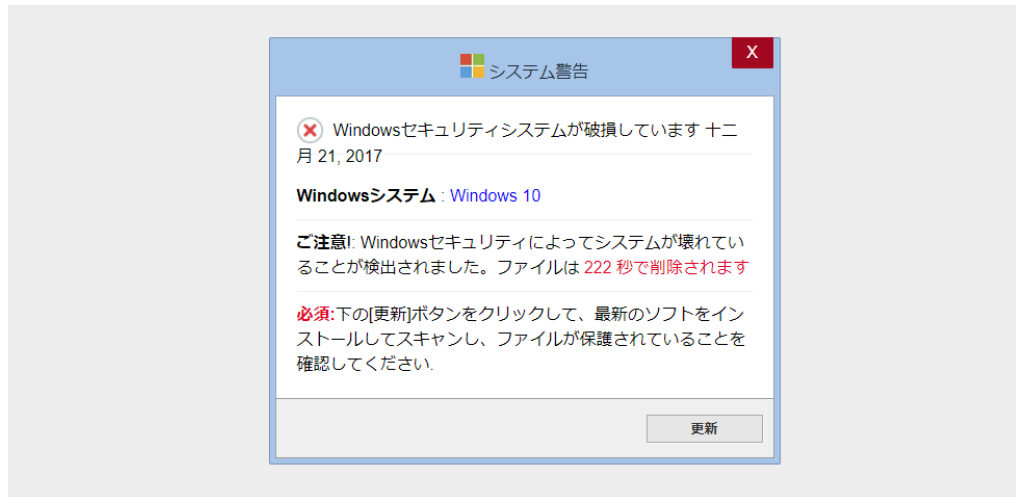 X
システム警告
Windowsセキュリティシステムが破損しています 十二
月 21, 2017
Windowsシステム : Windows 10
ご注意!: Windowsセキュリティによってシステムが壊れてい
ることが検出されました。ファイルは 222 秒で削除されます
必須:下の[更新]ボタンをクリックして、最新のソフトをイン
ストールしてスキャンし、ファイルが保護されていることを
確認してください.
更新